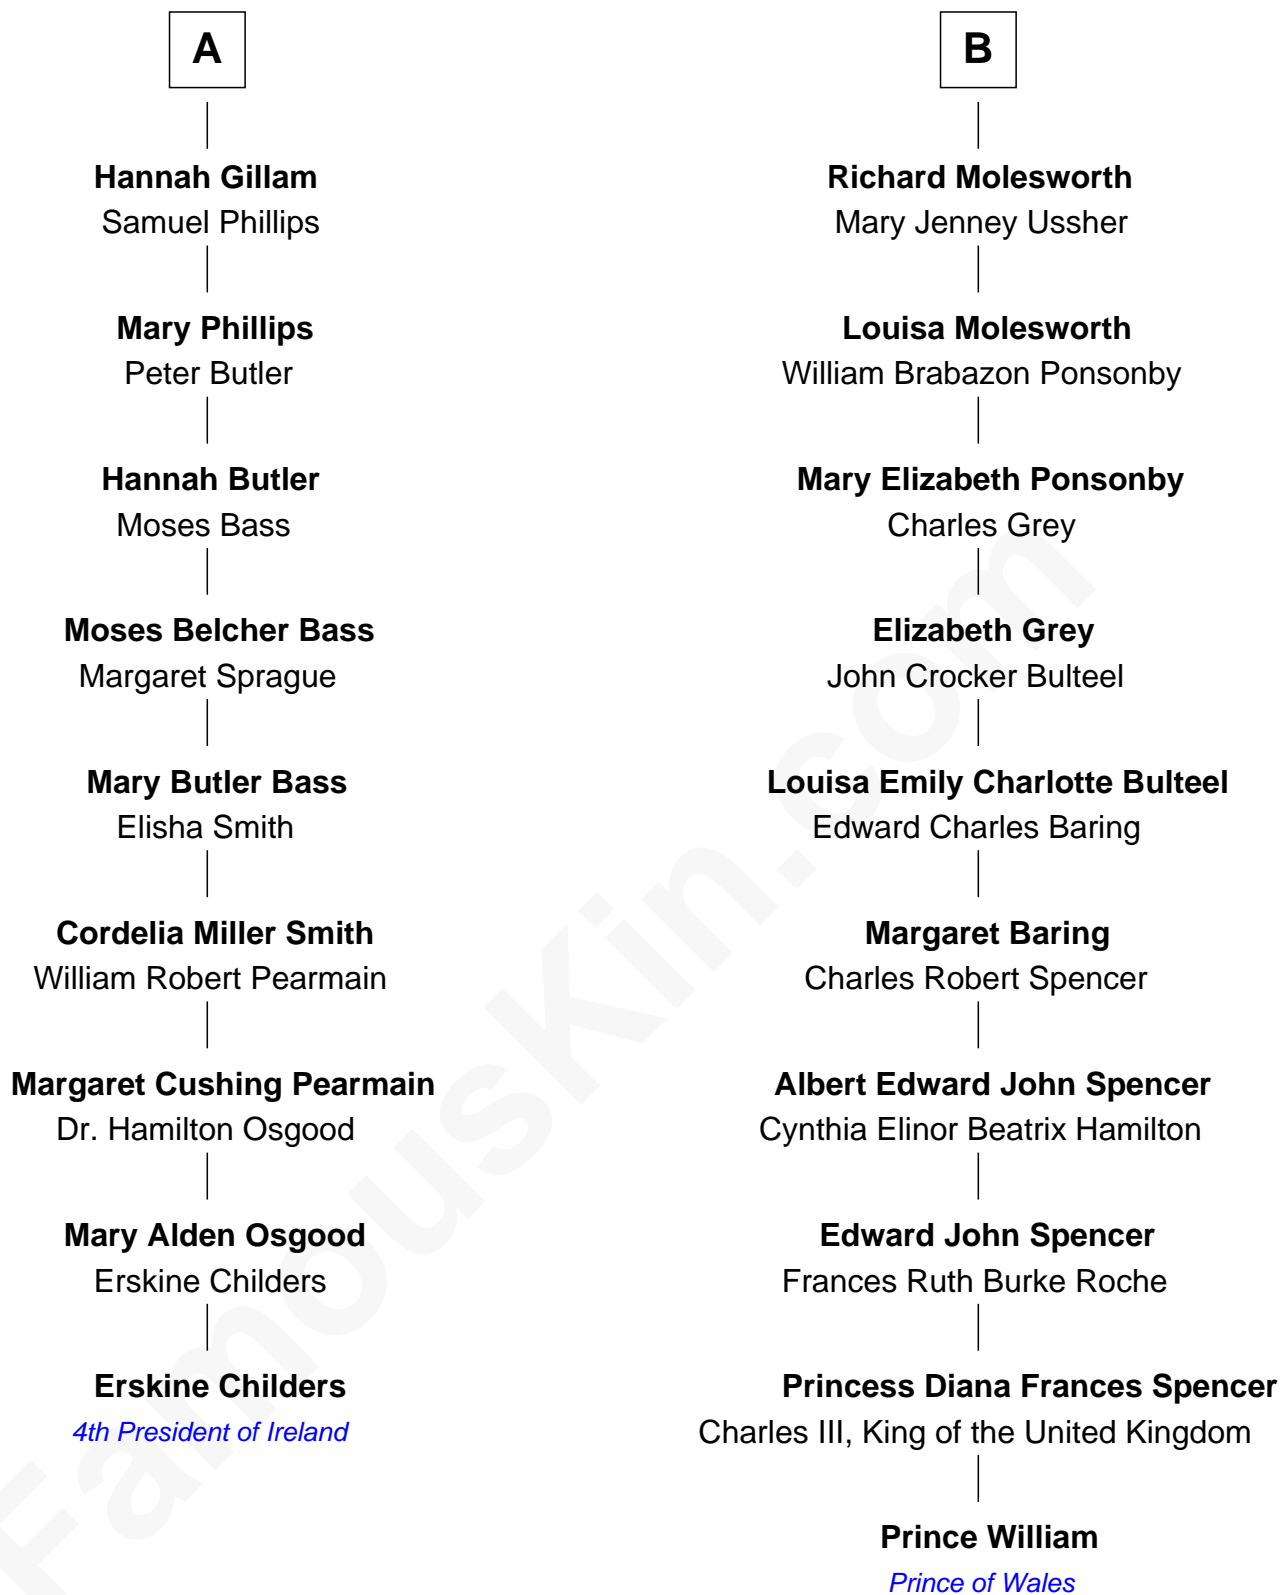 A
Hannah Gillam
Samuel Phillips
Mary Phillips
Peter Butler
Hannah Butler
Moses Bass
Moses Belcher Bass
Margaret Sprague
Mary Butler Bass
Elisha Smith
Cordelia Miller Smith
William Robert Pearmain
Margaret Cushing Pearmain
Dr. Hamilton Osgood
Mary Alden Osgood
Erskine Childers
Erskine Childers
4th President of Ireland
B
Richard Molesworth
Mary Jenney Ussher
Louisa Molesworth
William Brabazon Ponsonby
Mary Elizabeth Ponsonby
Charles Grey
Elizabeth Grey
John Crocker Bulteel
Louisa Emily Charlotte Bulteel
Edward Charles Baring
Margaret Baring
Charles Robert Spencer
Albert Edward John Spencer
Cynthia Elinor Beatrix Hamilton
Edward John Spencer
Frances Ruth Burke Roche
Princess Diana Frances Spencer
Charles III, King of the United Kingdom
Prince William
Prince of Wales
FamousKin.com